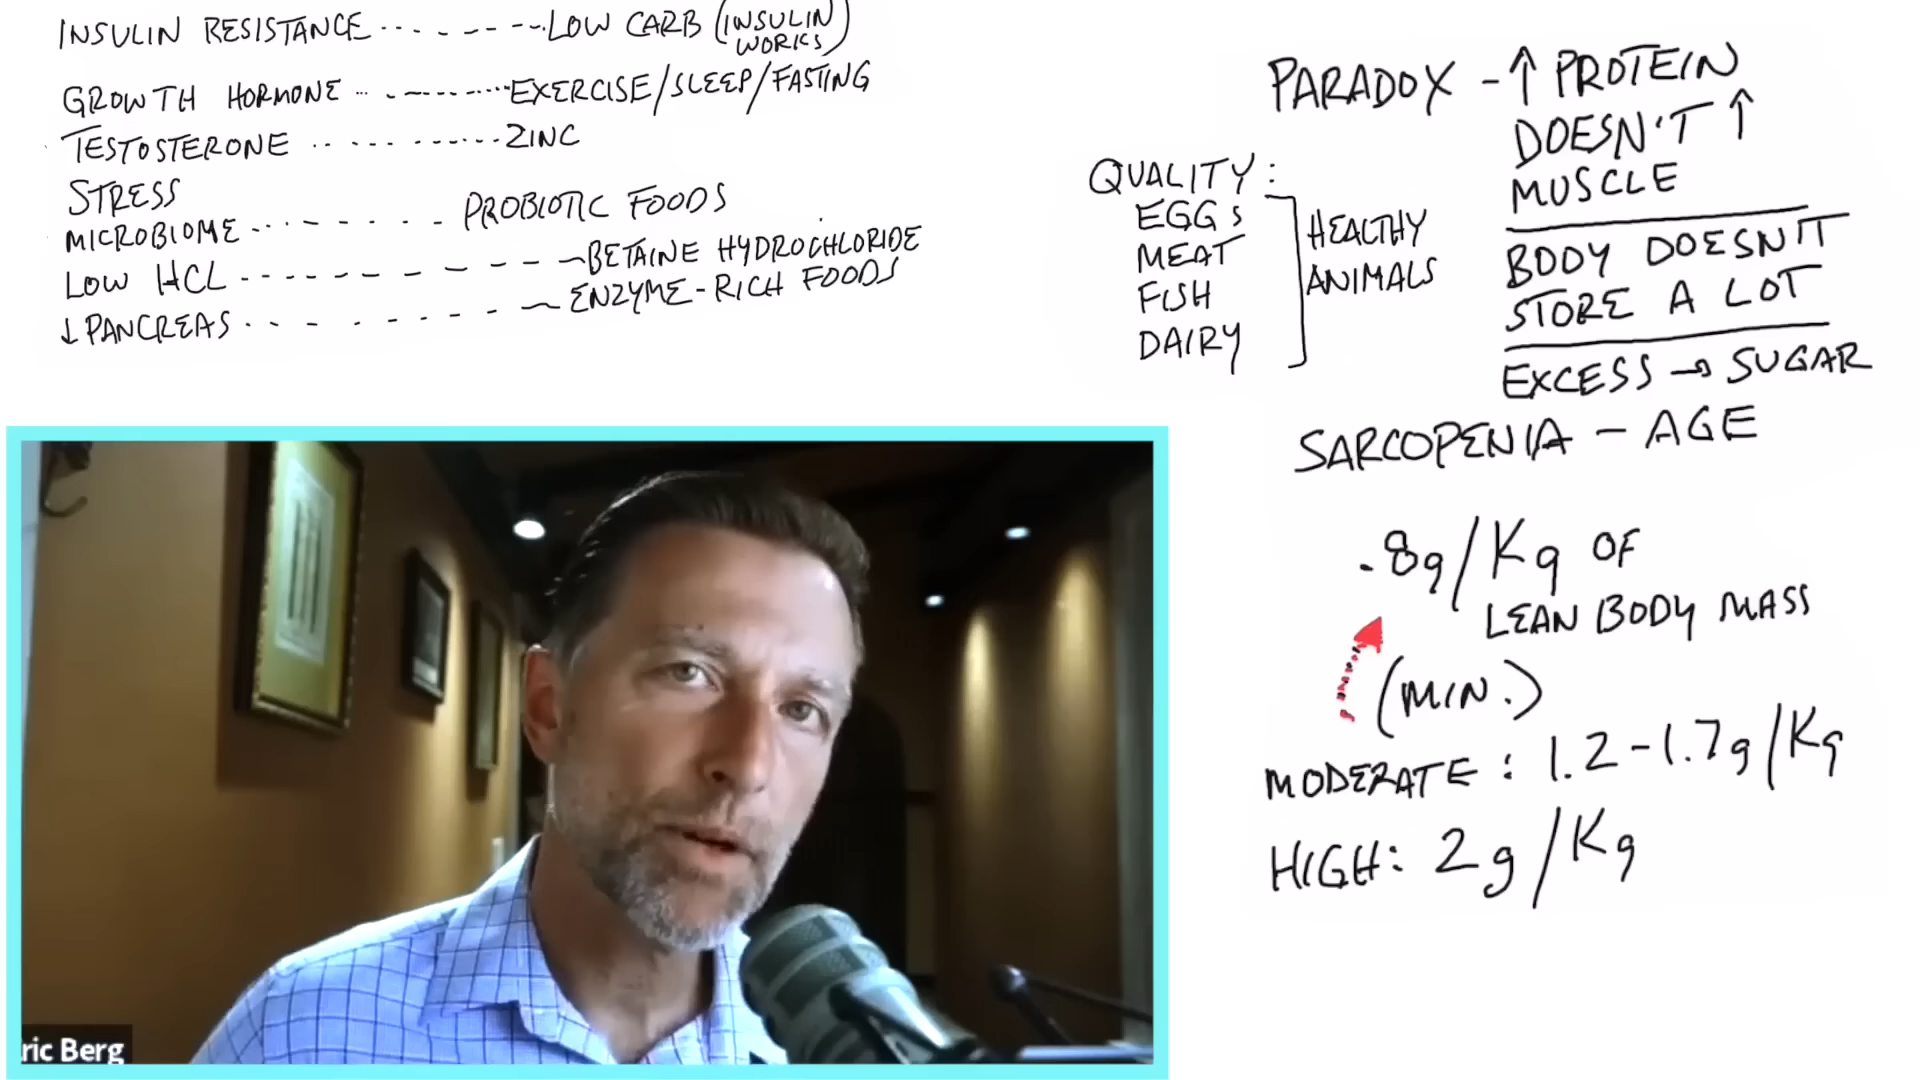 INSULIN RESISTANCE ......---...LOW CARB (INSULIN WORKS)
GROWTH HORMONE ...-------....EXERCISE/SLEEP/FASTING
TESTOSTERONE ..............ZINC
STRESS
MICROBIOME ...- - - - - . PROBIOTIC FOODS
LOW HCL ------ - - - - - ~BETAINE HYDROCHLORIDE
↓ PANCREAS . . - . - - - - - ~ ENZYME-RICH FOODS
PARADOX - ↑ PROTEIN
DOESN'T ↑
MUSCLE
BODY DOESN'T
STORE A LOT
EXCESS → SUGAR
QUALITY :
EGGS
MEAT
FISH
DAIRY
HEALTHY
ANIMALS
SARCOPENIA - AGE
.8g/Kg OF
LEAN BODY MASS
(MIN.)
MODERATE : 1.2-1.7g/Kg
HIGH: 2g/Kg
ric Berg